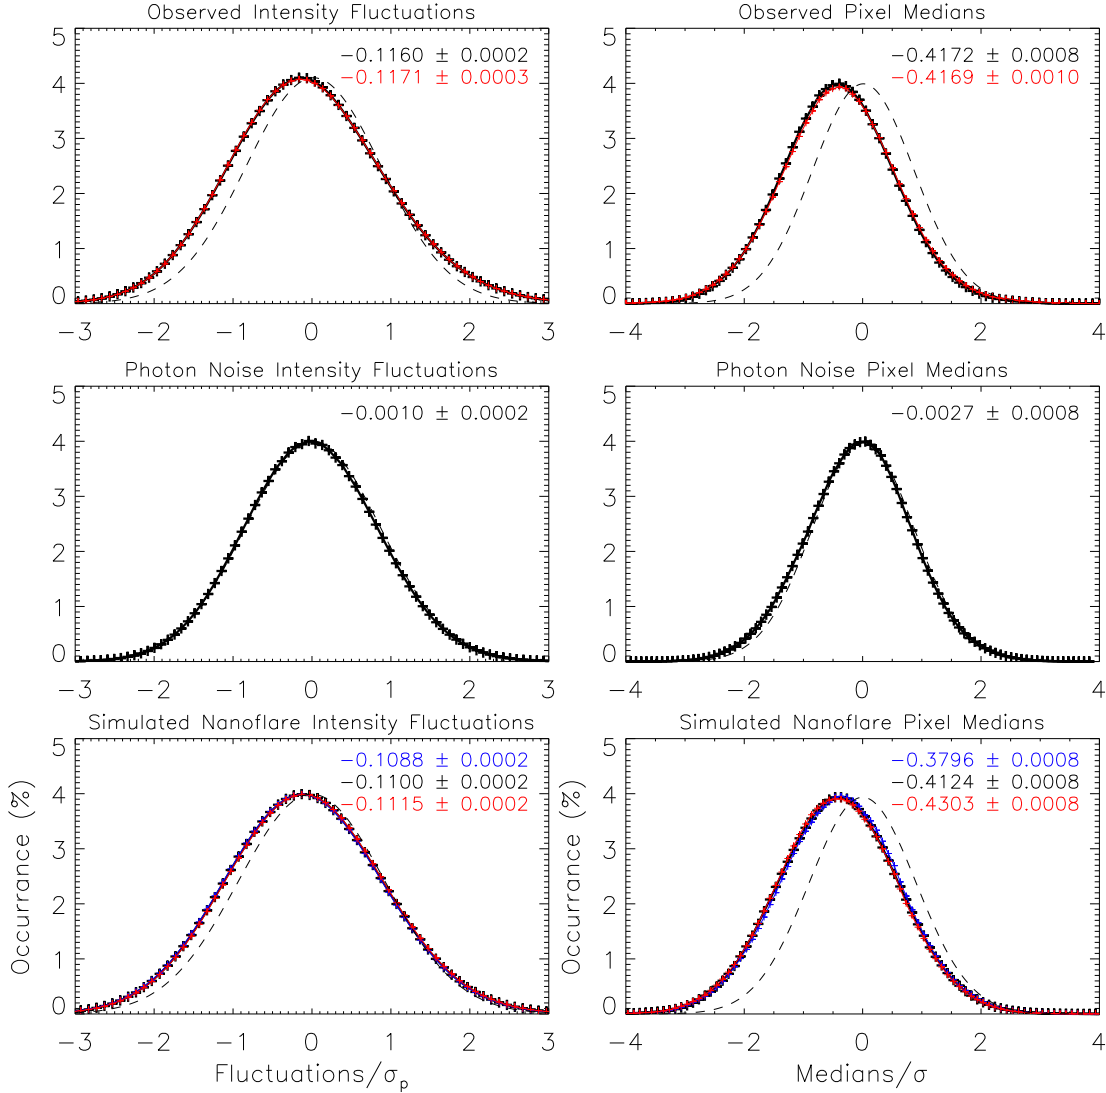 Observed Intensity Fluctuations
−0.1160 ± 0.0002
−0.1171 ± 0.0003
5
4
3
2
1
0
−3 −2 −1 0 1 2 3
Observed Pixel Medians
−0.4172 ± 0.0008
−0.4169 ± 0.0010
5
4
3
2
1
0
−4 −2 0 2 4
Photon Noise Intensity Fluctuations
−0.0010 ± 0.0002
5
4
3
2
1
0
−3 −2 −1 0 1 2 3
Photon Noise Pixel Medians
−0.0027 ± 0.0008
5
4
3
2
1
0
−4 −2 0 2 4
Simulated Nanoflare Intensity Fluctuations
−0.1088 ± 0.0002
−0.1100 ± 0.0002
−0.1115 ± 0.0002
Occurrance (%)
5
4
3
2
1
0
−3 −2 −1 0 1 2 3
Fluctuations/σp
Simulated Nanoflare Pixel Medians
−0.3796 ± 0.0008
−0.4124 ± 0.0008
−0.4303 ± 0.0008
Occurrance (%)
5
4
3
2
1
0
−4 −2 0 2 4
Medians/σ